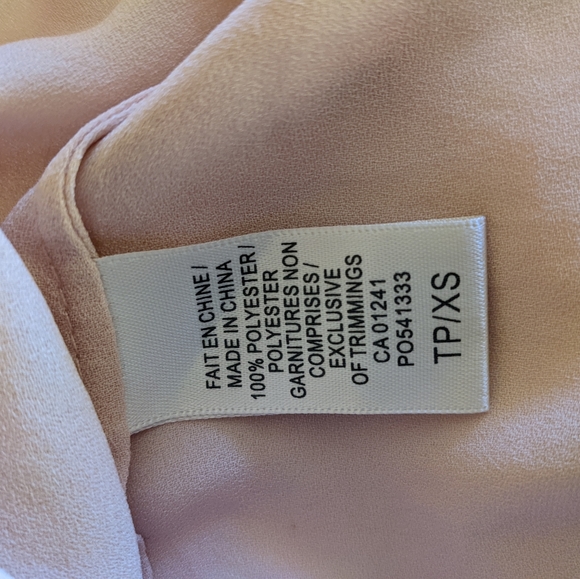 FAIT EN CHINE /
MADE IN CHINA
100% POLYESTER /
POLYESTER
GARNITURES NON
COMPRISES /
EXCLUSIVE
OF TRIMMINGS
CA 01241
PO541333
TP/XS